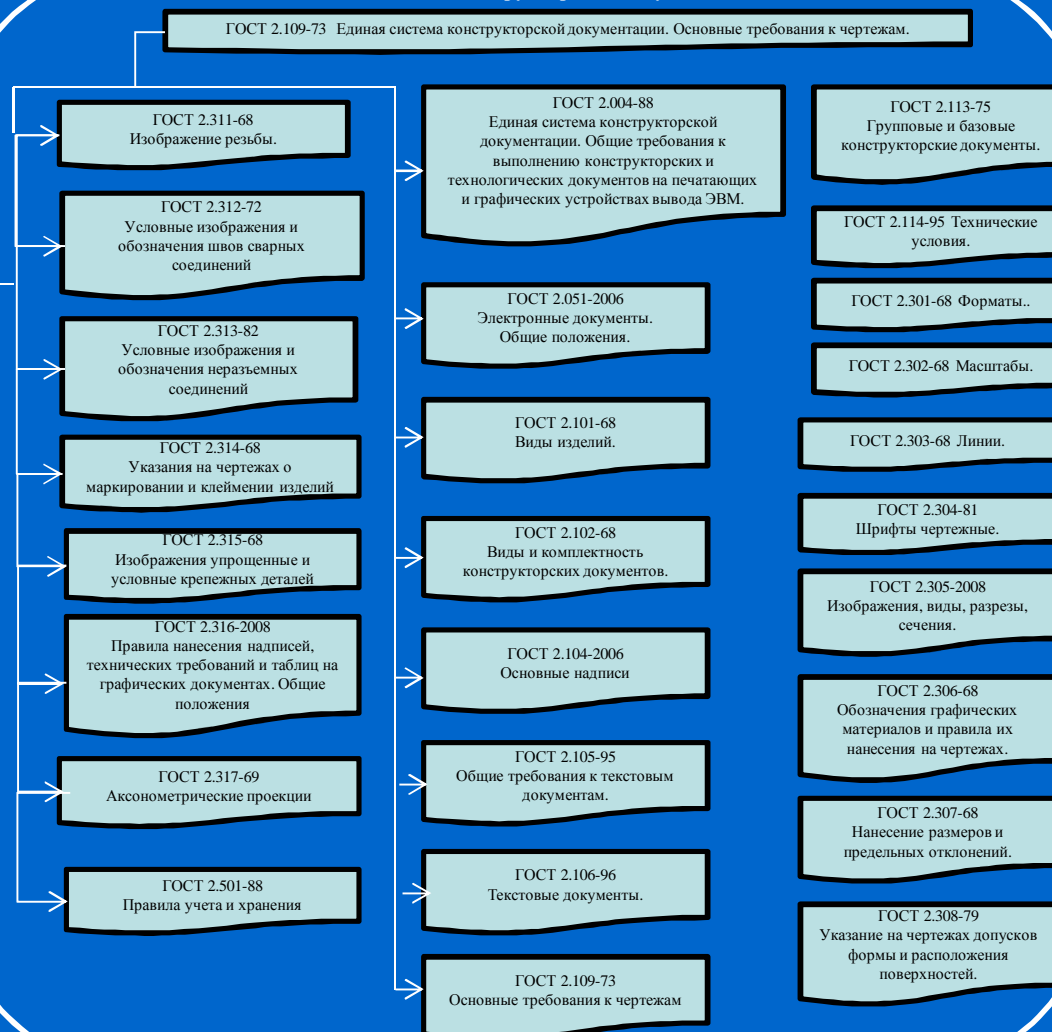 ГОСТ 2.109-73 Единая система конструкторской документации. Основные требования к чертежам.
ГОСТ 2.311-68
Изображение резьбы.
ГОСТ 2.312-72
Условные изображения и
обозначения швов сварных
соединений
ГОСТ 2.313-82
Условные изображения и
обозначения неразъемных
соединений
ГОСТ 2.314-68
Указания на чертежах о
маркировании и клеймении изделий
ГОСТ 2.315-68
Изображения упрощенные и
условные крепежных деталей
ГОСТ 2.316-2008
Правила нанесения надписей,
технических требований и таблиц на
графических документах. Общие
положения
ГОСТ 2.317-69
Аксонометрические проекции
ГОСТ 2.501-88
Правила учета и хранения
ГОСТ 2.004-88
Единая система конструкторской
документации. Общие требования к
выполнению конструкторских и
технологических документов на печатающих
и графических устройствах вывода ЭВМ.
ГОСТ 2.051-2006
Электронные документы.
Общие положения.
ГОСТ 2.101-68
Виды изделий.
ГОСТ 2.102-68
Виды и комплектность
конструкторских документов.
ГОСТ 2.104-2006
Основные надписи
ГОСТ 2.105-95
Общие требования к текстовым
документам.
ГОСТ 2.106-96
Текстовые документы.
ГОСТ 2.109-73
Основные требования к чертежам
ГОСТ 2.113-75
Групповые и базовые
конструкторские документы.
ГОСТ 2.114-95 Технические
условия.
ГОСТ 2.301-68 Форматы..
ГОСТ 2.302-68 Масштабы.
ГОСТ 2.303-68 Линии.
ГОСТ 2.304-81
Шрифты чертежные.
ГОСТ 2.305-2008
Изображения, виды, разрезы,
сечения.
ГОСТ 2.306-68
Обозначения графических
материалов и правила их
нанесения на чертежах.
ГОСТ 2.307-68
Нанесение размеров и
предельных отклонений.
ГОСТ 2.308-79
Указание на чертежах допусков
формы и расположения
поверхностей.